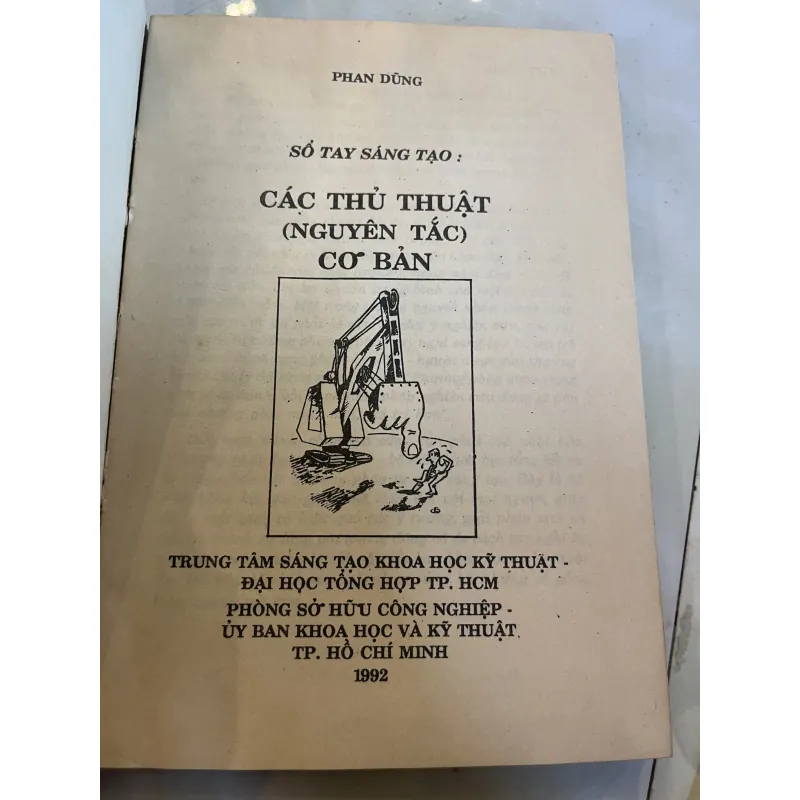 PHAN DŨNG
SỔ TAY SÁNG TẠO :
CÁC THỦ THUẬT
(NGUYÊN TẮC)
CƠ BẢN
TRUNG TÂM SÁNG TẠO KHOA HỌC KỸ THUẬT -
ĐẠI HỌC TỔNG HỢP TP. HCM
PHÒNG SỞ HỮU CÔNG NGHIỆP -
ỦY BAN KHOA HỌC VÀ KỸ THUẬT
TP. HỒ CHÍ MINH
1992